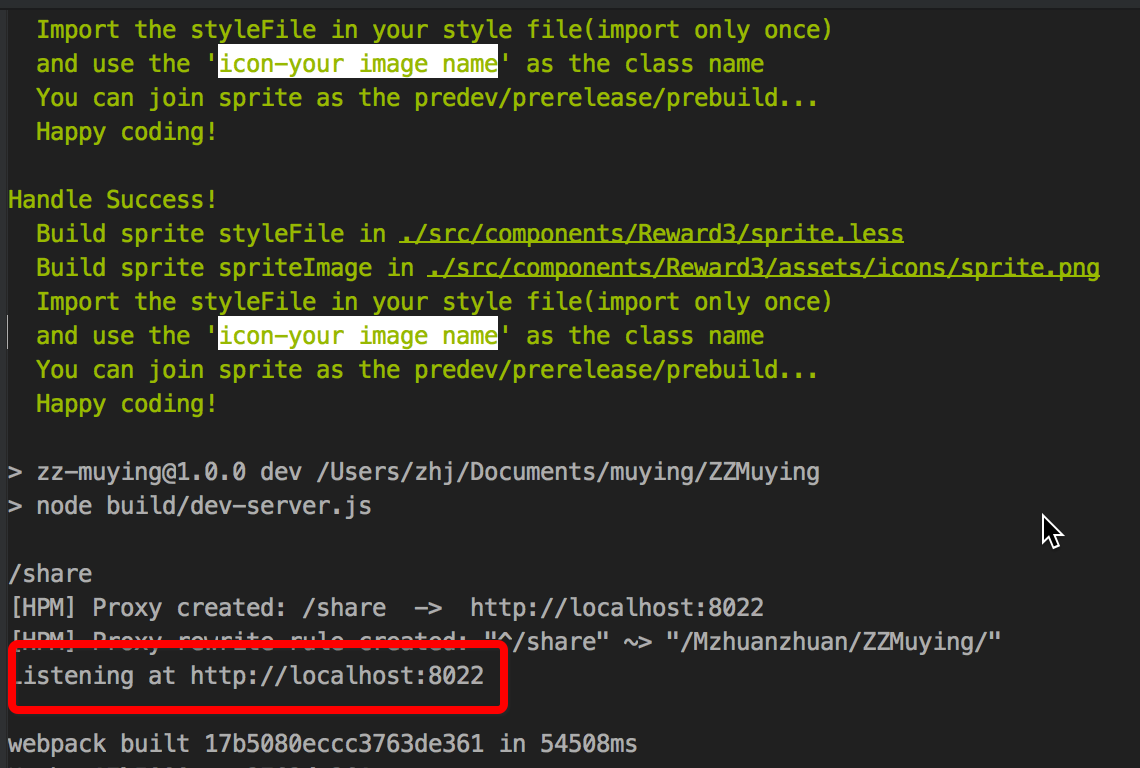 Import the styleFile in your style file(import only once)
and use the 'icon-your image name' as the class name
You can join sprite as the predev/prerelease/prebuild...
Happy coding!
Handle Success!
Build sprite styleFile in ./src/components/Reward3/sprite.less
Build sprite spriteImage in ./src/components/Reward3/assets/icons/sprite.png
Import the styleFile in your style file(import only once)
and use the 'icon-your image name' as the class name
You can join sprite as the predev/prerelease/prebuild...
Happy coding!
> zz-muying@1.0.0 dev /Users/zhj/Documents/muying/ZZMuying
> node build/dev-server.js
/share
[HPM] Proxy created: /share  ->  http://localhost:8022
[HPM] Proxy rewrite rule created: "^/share" ~> "/Mzhuanzhuan/ZZMuying/"
Listening at http://localhost:8022
webpack built 17b5080eccc3763de361 in 54508ms